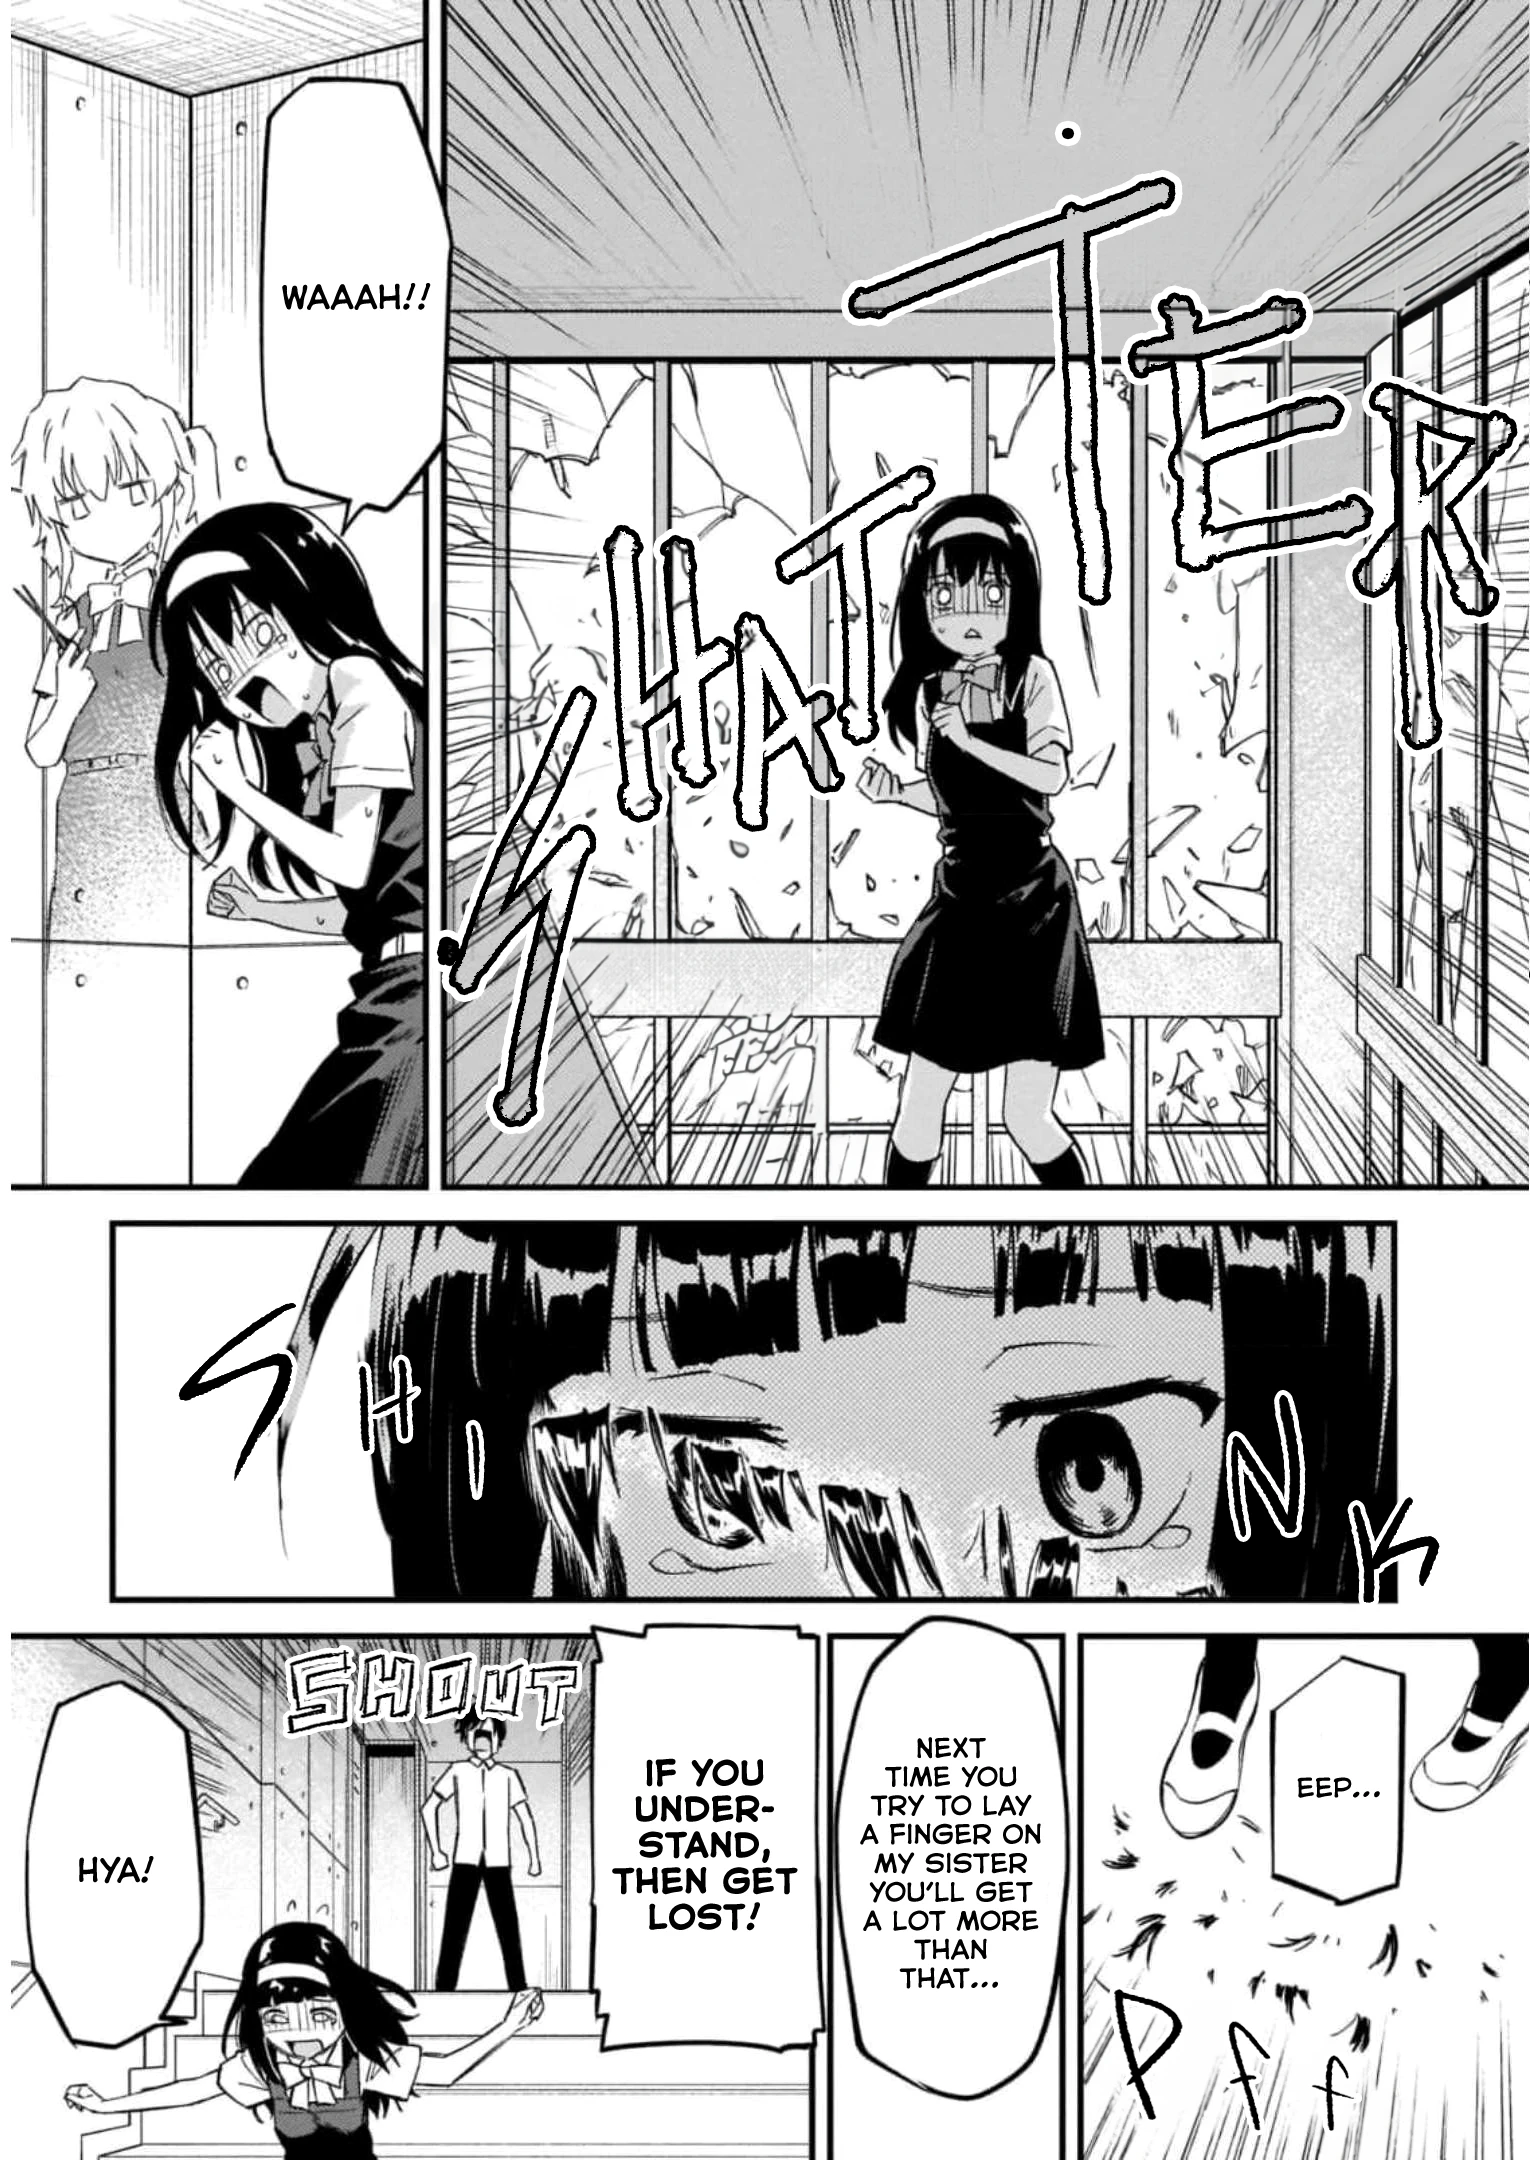 SHATTER
WAAAH!!
SHINK
EEP...
Pff
NEXT
TIME YOU
TRY TO LAY
A FINGER ON
MY SISTER
YOU'LL GET
A LOT MORE
THAN
THAT...
IF YOU
UNDER-
STAND,
THEN GET
LOST!
SHOUT
HYA!